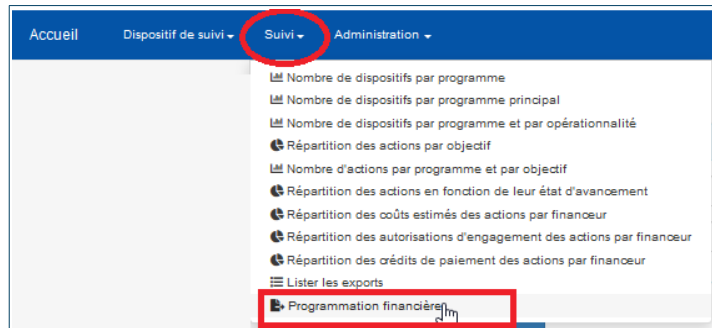 Accueil Dispositif de suivi Suivi Administration
Nombre de dispositifs par programme
Nombre de dispositifs par programme principal
Nombre de dispositifs par programme et par opérationnalité
Répartition des actions par objectif
Nombre d'actions par programme et par objectif
Répartition des actions en fonction de leur état d'avancement
Répartition des coûts estimés des actions par financeur
Répartition des autorisations d'engagement des actions par financeur
Répartition des crédits de paiement des actions par financeur
Lister les exports
Programmation financière